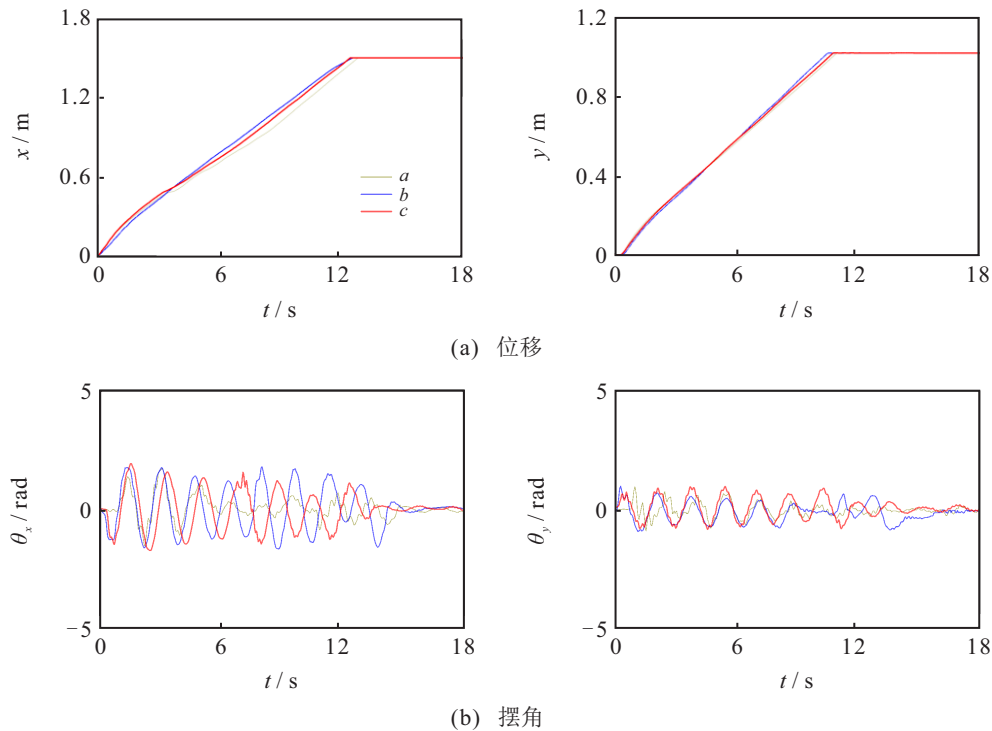 1.8
1.2
0.6
0
x / m
a
b
c
0 6 12 18
t / s
1.2
0.8
0.4
0
y / m
0 6 12 18
t / s
(a) 位移
5
0
−5
θx / rad
0 6 12 18
t / s
5
0
−5
θy / rad
0 6 12 18
t / s
(b) 摆角